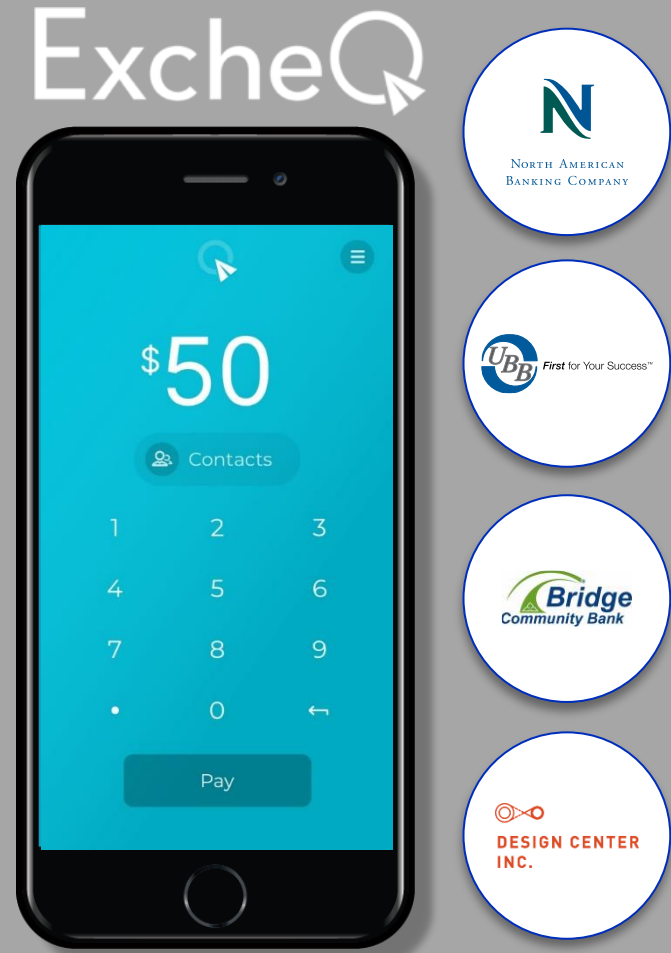 ExcheQ
$50
Contacts
1 2 3
4 5 6
7 8 9
. 0
Pay
N
NORTH AMERICAN
BANKING COMPANY
UBB First for Your Success™
Bridge
Community Bank
DESIGN CENTER
INC.